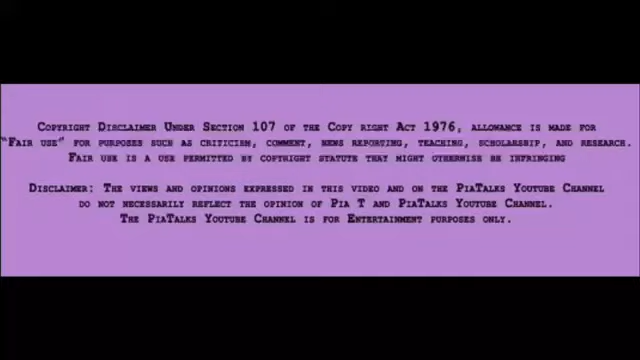 Copyright Disclaimer Under Section 107 of the Copy right Act 1976, allowance is made for
"Fair use" for purposes such as criticism, comment, news reporting, teaching, scholarship, and research.
Fair use is a use permitted by copyright statute that might otherwise be infringing
Disclaimer: The views and opinions expressed in this video and on the PiaTalks Youtube Channel
do not necessarily reflect the opinion of Pia T and PiaTalks Youtube Channel.
The PiaTalks Youtube Channel is for Entertainment purposes only.